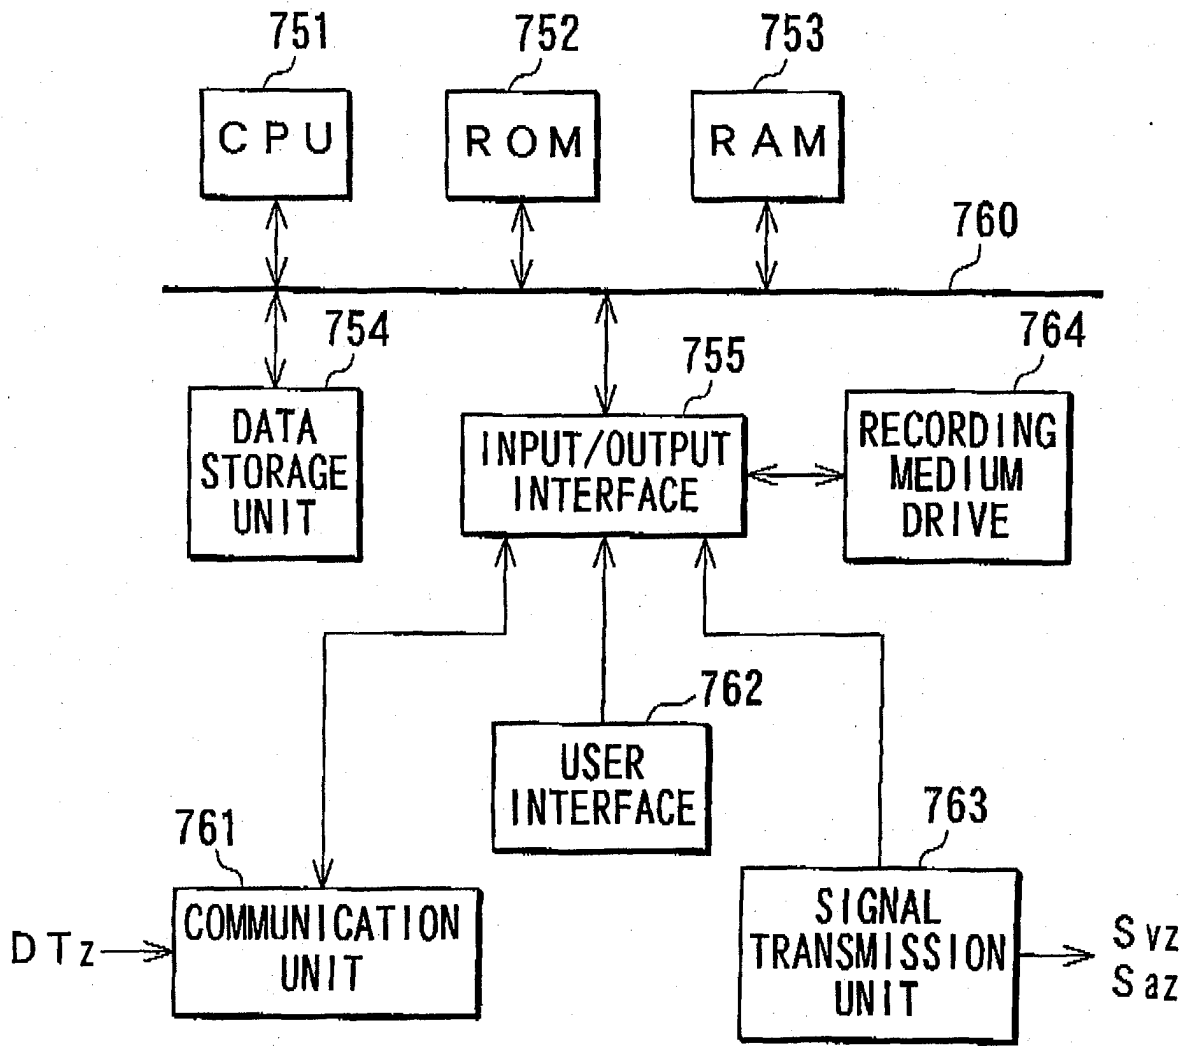 751
752
753
CPU
ROM
RAM
760
754
755
764
DATA
STORAGE
UNIT
INPUT/OUTPUT
INTERFACE
RECORDING
MEDIUM
DRIVE
762
USER
INTERFACE
761
763
COMMUNICATION
UNIT
SIGNAL
TRANSMISSION
UNIT
DTz
Svz
Saz